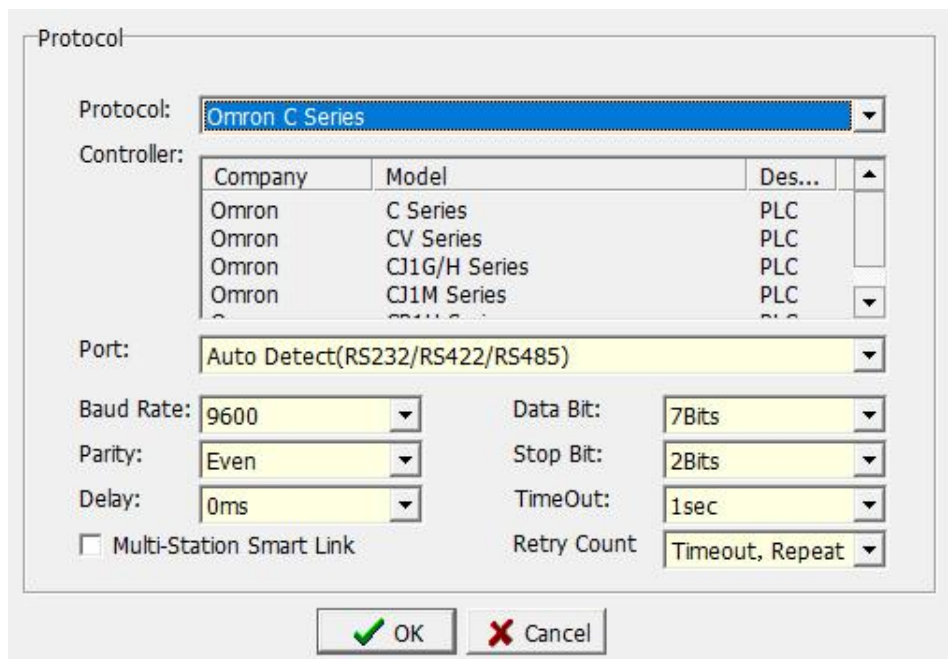 Protocol
Protocol: Omron C Series
Controller:
Company Model Des...
Omron C Series PLC
Omron CV Series PLC
Omron CJ1G/H Series PLC
Omron CJ1M Series PLC
Port: Auto Detect(RS232/RS422/RS485)
Baud Rate: 9600 Data Bit: 7Bits
Parity: Even Stop Bit: 2Bits
Delay: 0ms TimeOut: 1sec
Multi-Station Smart Link Retry Count Timeout, Repeat
OK Cancel